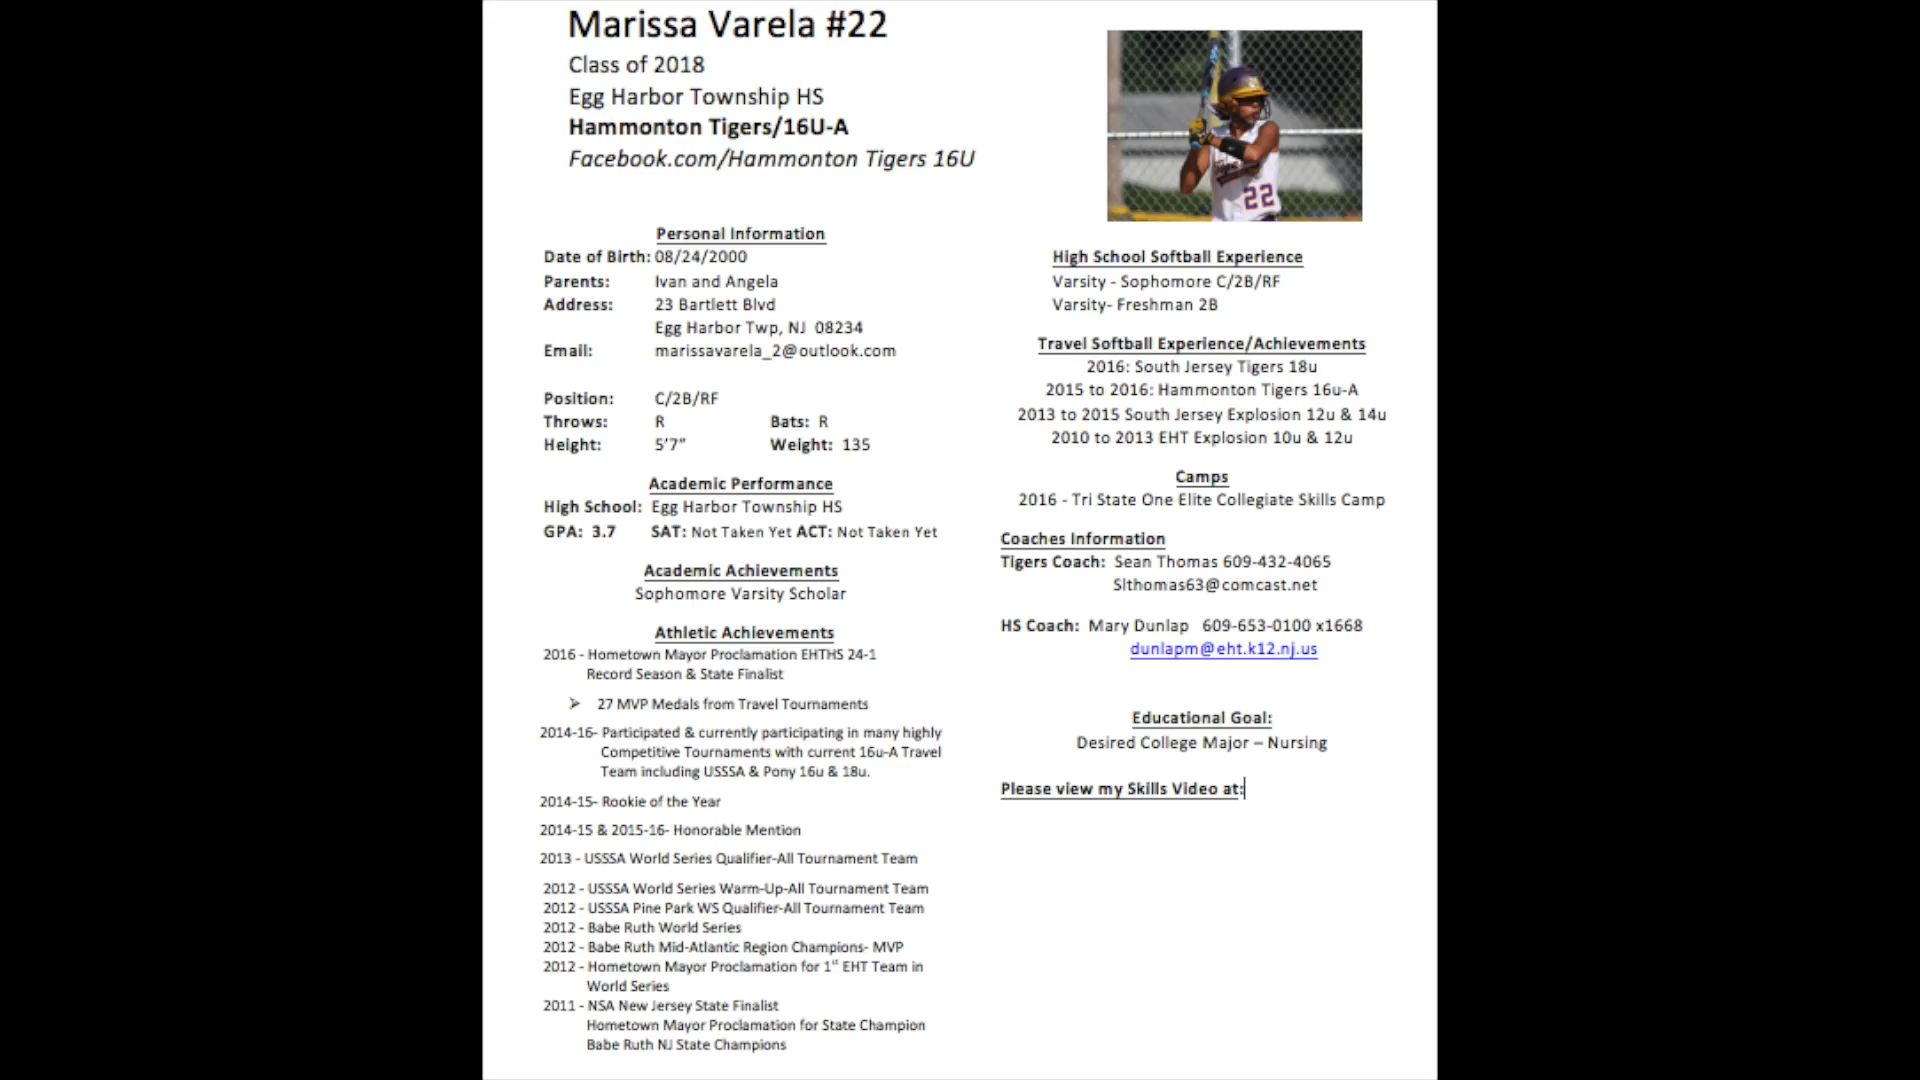 Marissa Varela #22
Class of 2018
Egg Harbor Township HS
Hammonton Tigers/16U-A
Facebook.com/Hammonton Tigers 16U
22
Personal Information
Date of Birth: 08/24/2000
Parents: Ivan and Angela
Address: 23 Bartlett Blvd
Egg Harbor Twp, NJ 08234
Email: marissavarela_2@outlook.com
Position: C/2B/RF
Throws: R Bats: R
Height: 5'7" Weight: 135
Academic Performance
High School: Egg Harbor Township HS
GPA: 3.7 SAT: Not Taken Yet ACT: Not Taken Yet
Academic Achievements
Sophomore Varsity Scholar
Athletic Achievements
2016 - Hometown Mayor Proclamation EHTHS 24-1
Record Season & State Finalist
➢ 27 MVP Medals from Travel Tournaments
2014-16- Participated & currently participating in many highly
Competitive Tournaments with current 16u-A Travel
Team including USSSA & Pony 16u & 18u.
2014-15- Rookie of the Year
2014-15 & 2015-16- Honorable Mention
2013 - USSSA World Series Qualifier-All Tournament Team
2012 - USSSA World Series Warm-Up-All Tournament Team
2012 - USSSA Pine Park WS Qualifier-All Tournament Team
2012 - Babe Ruth World Series
2012 - Babe Ruth Mid-Atlantic Region Champions- MVP
2012 - Hometown Mayor Proclamation for 1st EHT Team in
World Series
2011 - NSA New Jersey State Finalist
Hometown Mayor Proclamation for State Champion
Babe Ruth NJ State Champions
High School Softball Experience
Varsity - Sophomore C/2B/RF
Varsity- Freshman 2B
Travel Softball Experience/Achievements
2016: South Jersey Tigers 18u
2015 to 2016: Hammonton Tigers 16u-A
2013 to 2015 South Jersey Explosion 12u & 14u
2010 to 2013 EHT Explosion 10u & 12u
Camps
2016 - Tri State One Elite Collegiate Skills Camp
Coaches Information
Tigers Coach: Sean Thomas 609-432-4065
Slthomas63@comcast.net
HS Coach: Mary Dunlap 609-653-0100 x1668
dunlapm@eht.k12.nj.us
Educational Goal:
Desired College Major – Nursing
Please view my Skills Video at: